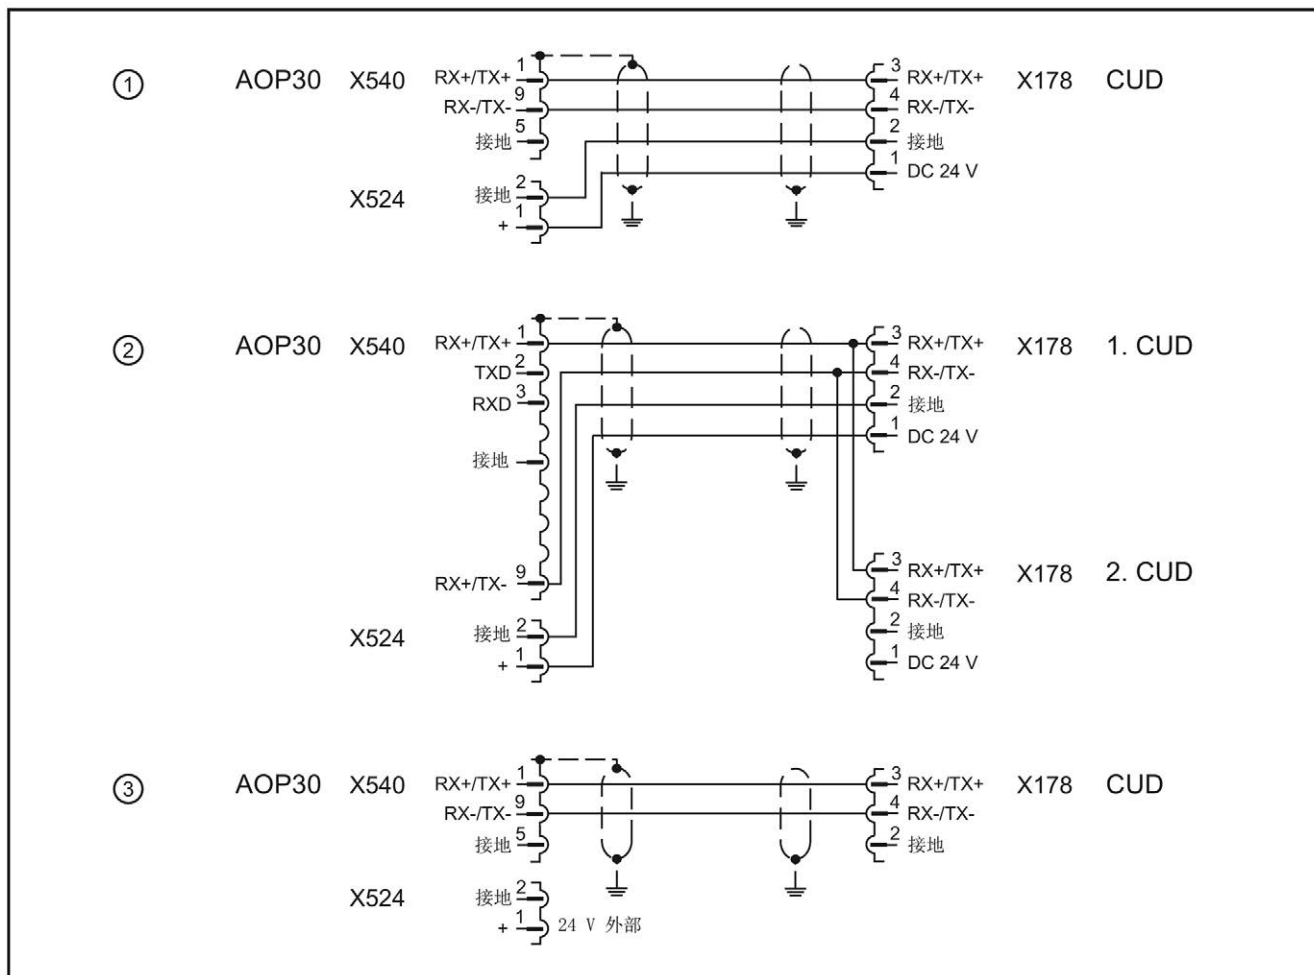 ① AOP30 X540 1 RX+/TX+ 3 RX+/TX+ X178 CUD
9 RX-/TX- 4 RX-/TX-
5 接地 2 接地
1 DC 24 V
X524 2 接地
1 +
② AOP30 X540 1 RX+/TX+ 3 RX+/TX+ X178 1. CUD
2 TXD 4 RX-/TX-
3 RXD 2 接地
1 DC 24 V
接地
3 RX+/TX+ X178 2. CUD
9 RX+/TX- 4 RX-/TX-
X524 2 接地 2 接地
1 + 1 DC 24 V
③ AOP30 X540 1 RX+/TX+ 3 RX+/TX+ X178 CUD
9 RX-/TX- 4 RX-/TX-
5 接地 2 接地
X524 2 接地
1 + 24 V 外部